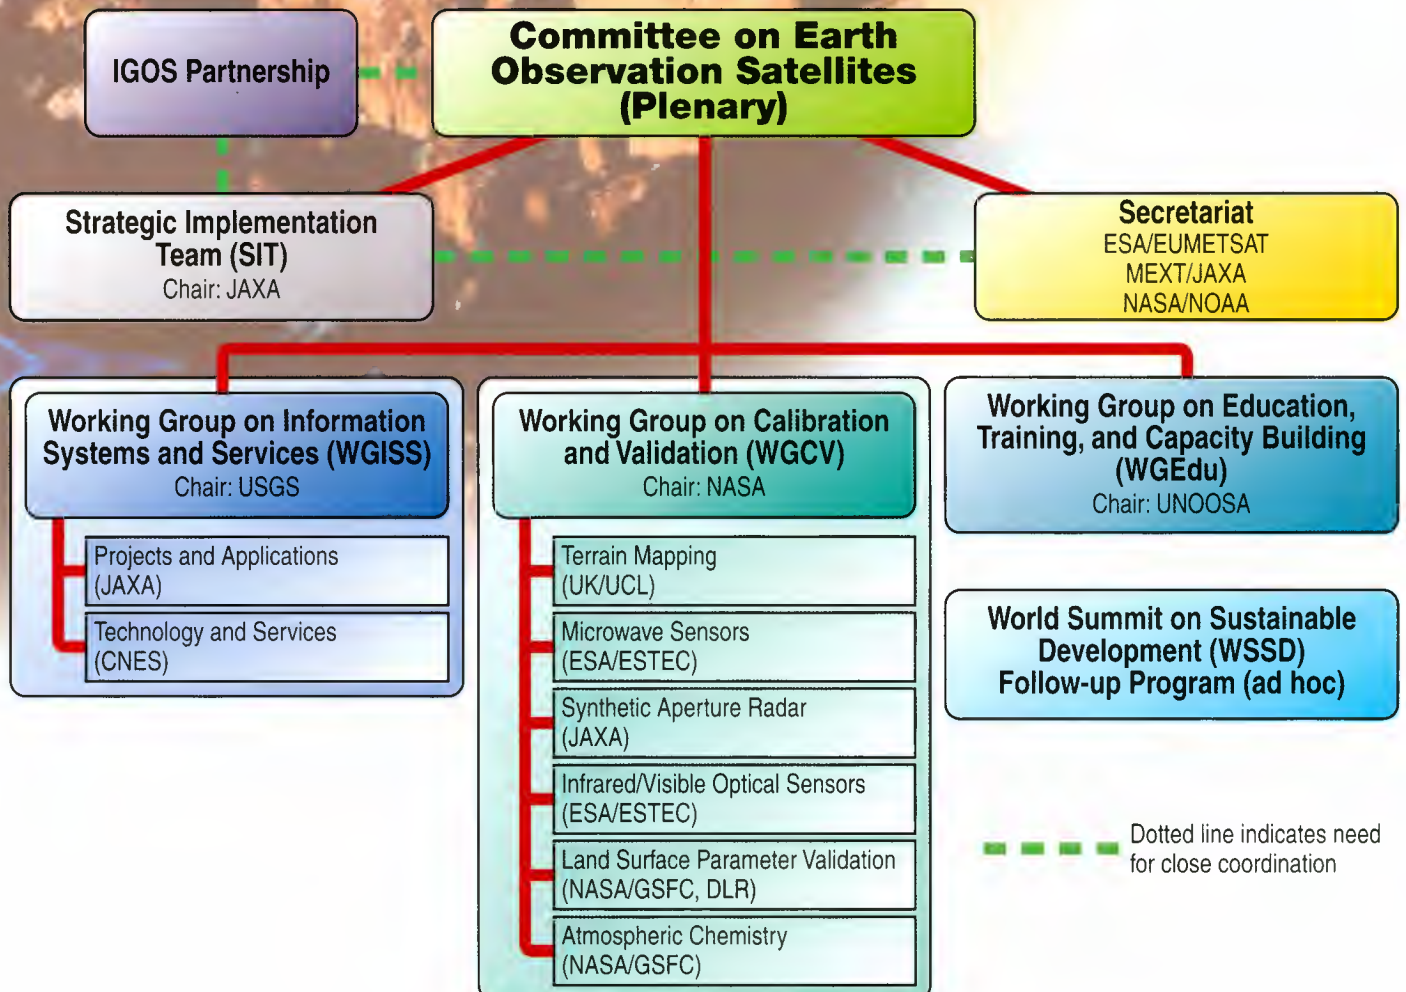 IGOS Partnership
Committee on Earth
Observation Satellites
(Plenary)
Strategic Implementation
Team (SIT)
Chair: JAXA
Secretariat
ESA/EUMETSAT
MEXT/JAXA
NASA/NOAA
Working Group on Information
Systems and Services (WGISS)
Chair: USGS
Projects and Applications
(JAXA)
Technology and Services
(CNES)
Working Group on Calibration
and Validation (WGCV)
Chair: NASA
Terrain Mapping
(UK/UCL)
Microwave Sensors
(ESA/ESTEC)
Synthetic Aperture Radar
(JAXA)
Infrared/Visible Optical Sensors
(ESA/ESTEC)
Land Surface Parameter Validation
(NASA/GSFC, DLR)
Atmospheric Chemistry
(NASA/GSFC)
Working Group on Education,
Training, and Capacity Building
(WGEdu)
Chair: UNOOSA
World Summit on Sustainable
Development (WSSD)
Follow-up Program (ad hoc)
Dotted line indicates need
for close coordination